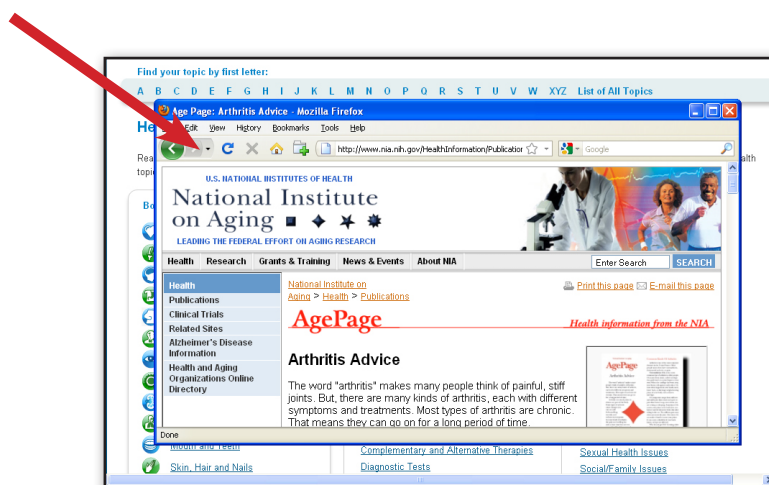 Find your topic by first letter:
A B C D E F G H I J K L M N O P Q R S T U V W XYZ List of All Topics
Age Page: Arthritis Advice - Mozilla Firefox
Edit View History Bookmarks Tools Help
http://www.nia.nih.gov/HealthInformation/Publicatior
Google
U.S. NATIONAL INSTITUTES OF HEALTH
National Institute
on Aging
LEADING THE FEDERAL EFFORT ON AGING RESEARCH
Health Research Grants & Training News & Events About NIA
Enter Search SEARCH
Health
Publications
Clinical Trials
Related Sites
Alzheimer's Disease
Information
Health and Aging
Organizations Online
Directory
National Institute on
Aging > Health > Publications
Print this page E-mail this page
AgePage
Health information from the NIA
Arthritis Advice
The word "arthritis" makes many people think of painful, stiff
joints. But, there are many kinds of arthritis, each with different
symptoms and treatments. Most types of arthritis are chronic.
That means they can go on for a long period of time.
AgePage
Done
Mouth and Teeth
Skin, Hair and Nails
Complementary and Alternative Therapies
Diagnostic Tests
Sexual Health Issues
Social/Family Issues